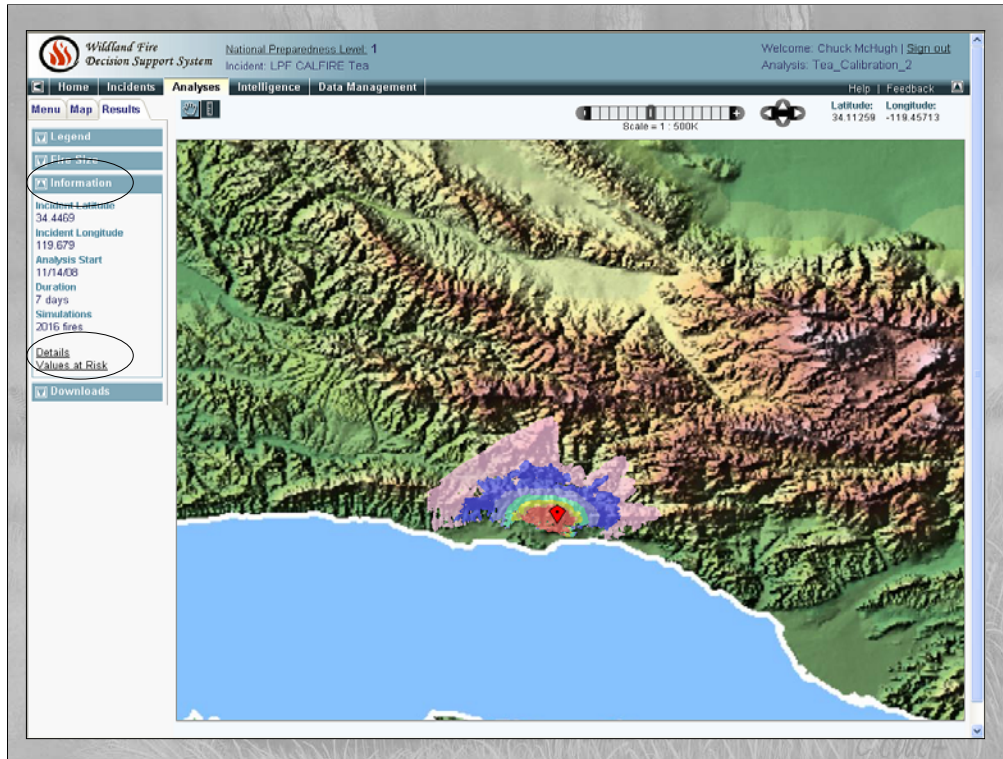 Wildland Fire
Decision Support System
National Preparedness Level: 1
Incident: LPF CALFIRE Tea
Welcome: Chuck McHugh | Sign out
Analysis: Tea_Calibration_2
Home Incidents Analyses Intelligence Data Management
Help | Feedback
Menu Map Results
Scale = 1 : 500K
Latitude: Longitude:
34.11259 -119.45713
Legend
Fire Size
Information
Incident Latitude
34.4469
Incident Longitude
119.679
Analysis Start
11/14/08
Duration
7 days
Simulations
2016 fires
Details
Values at Risk
Downloads